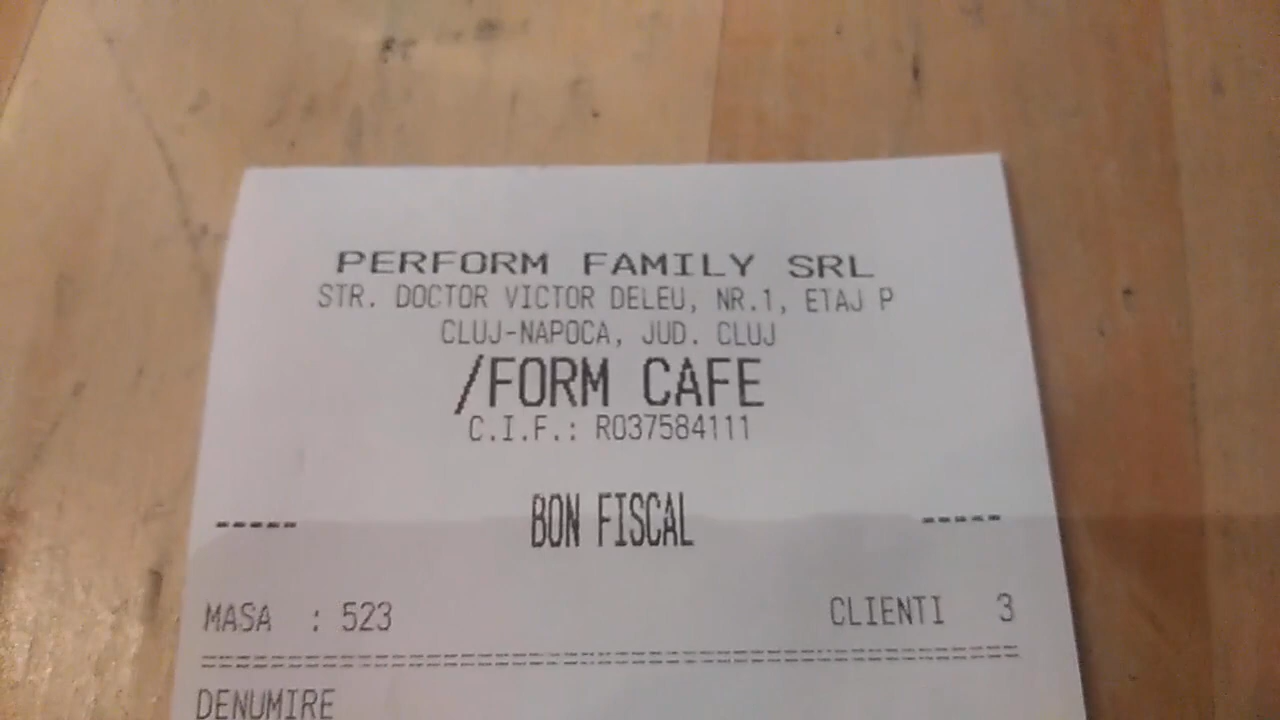 PERFORM FAMILY SRL
STR. DOCTOR VICTOR DELEU, NR.1, ETAJ P
CLUJ-NAPOCA, JUD. CLUJ
/FORM CAFE
C.I.F.: RO37584111
----- BON FISCAL -----
MASA : 523 CLIENTI 3
DENUMIRE